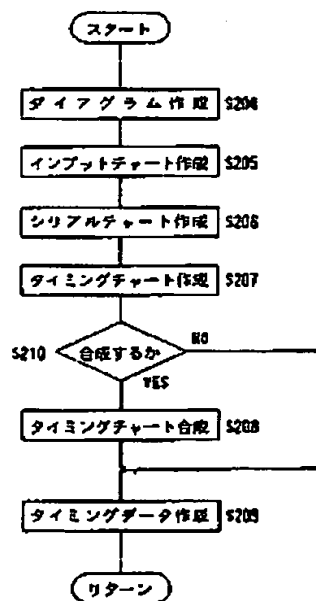 スタート
ダイアグラム作成 S204
インプットチャート作成 S205
シリアルチャート作成 S206
タイミングチャート作成 S207
S210 合成するか NO
YES
タイミングチャート合成 S208
タイミングデータ作成 S209
リターン